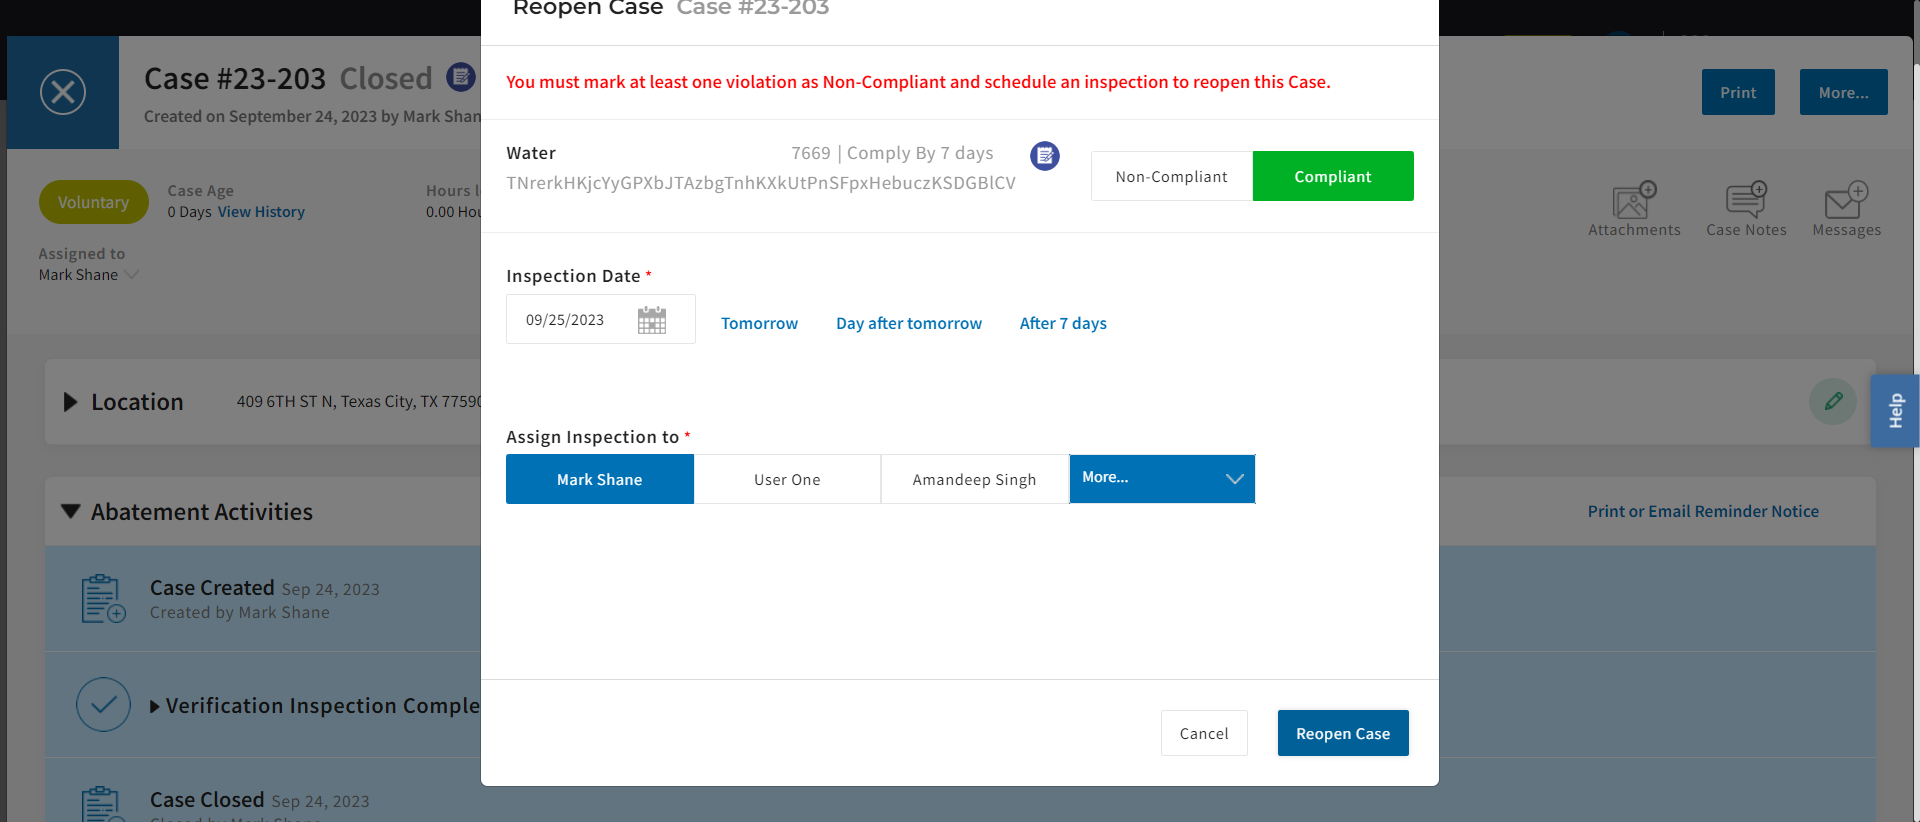 Reopen Case Case #23-203
You must mark at least one violation as Non-Compliant and schedule an inspection to reopen this Case.
Water
7669 | Comply By 7 days
TNrerkHKjcYyGPXbJTAzbgTnhKXkUtPnSFpxHebuczKSDGBlCV
Non-Compliant
Compliant
Inspection Date *
09/25/2023
Tomorrow
Day after tomorrow
After 7 days
Assign Inspection to *
Mark Shane
User One
Amandeep Singh
More...
Cancel
Reopen Case
Case #23-203 Closed
Created on September 24, 2023 by Mark Shan
Print
More...
Voluntary
Case Age
0 Days View History
Hours l
0.00 Hou
Assigned to
Mark Shane
Attachments
Case Notes
Messages
Location
409 6TH ST N, Texas City, TX 77590
Help
Abatement Activities
Print or Email Reminder Notice
Case Created Sep 24, 2023
Created by Mark Shane
Verification Inspection Comple
Case Closed Sep 24, 2023
Closed by Mark Shane